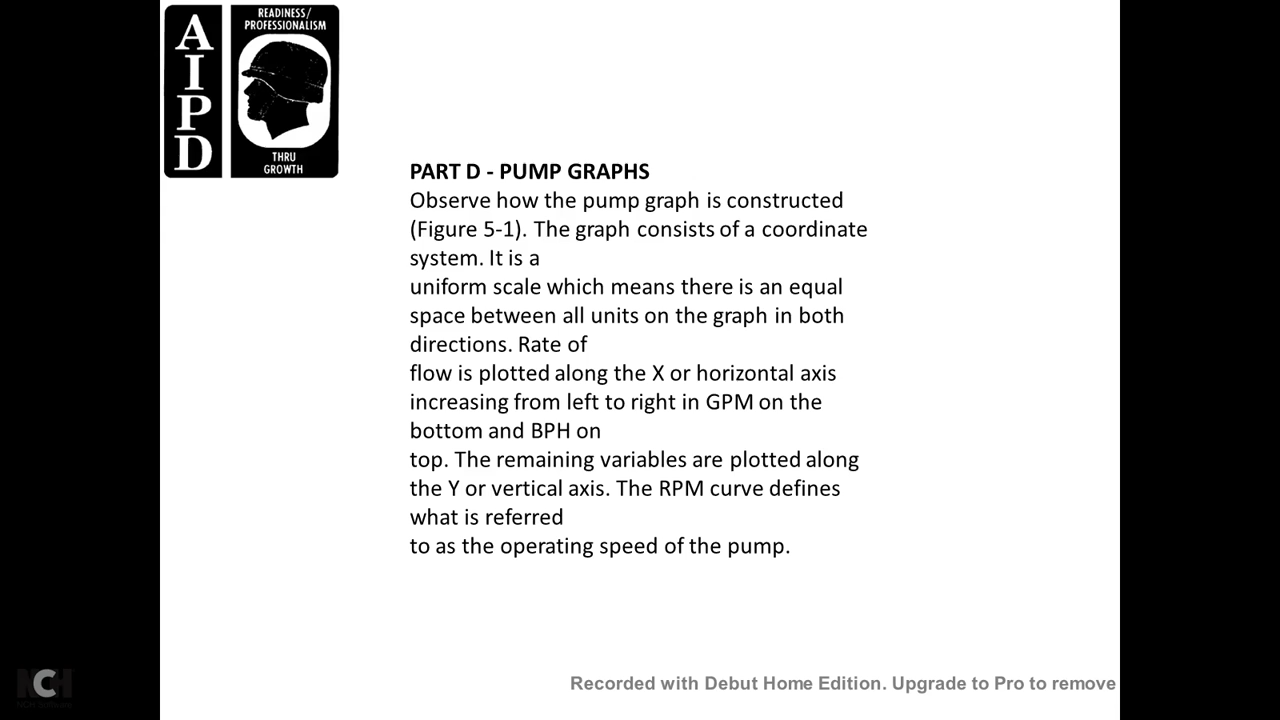 A
I
P
D
READINESS/
PROFESSIONALISM
THRU
GROWTH
PART D - PUMP GRAPHS
Observe how the pump graph is constructed
(Figure 5-1). The graph consists of a coordinate
system. It is a
uniform scale which means there is an equal
space between all units on the graph in both
directions. Rate of
flow is plotted along the X or horizontal axis
increasing from left to right in GPM on the
bottom and BPH on
top. The remaining variables are plotted along
the Y or vertical axis. The RPM curve defines
what is referred
to as the operating speed of the pump.
NCH
NCH Software
Recorded with Debut Home Edition. Upgrade to Pro to remove